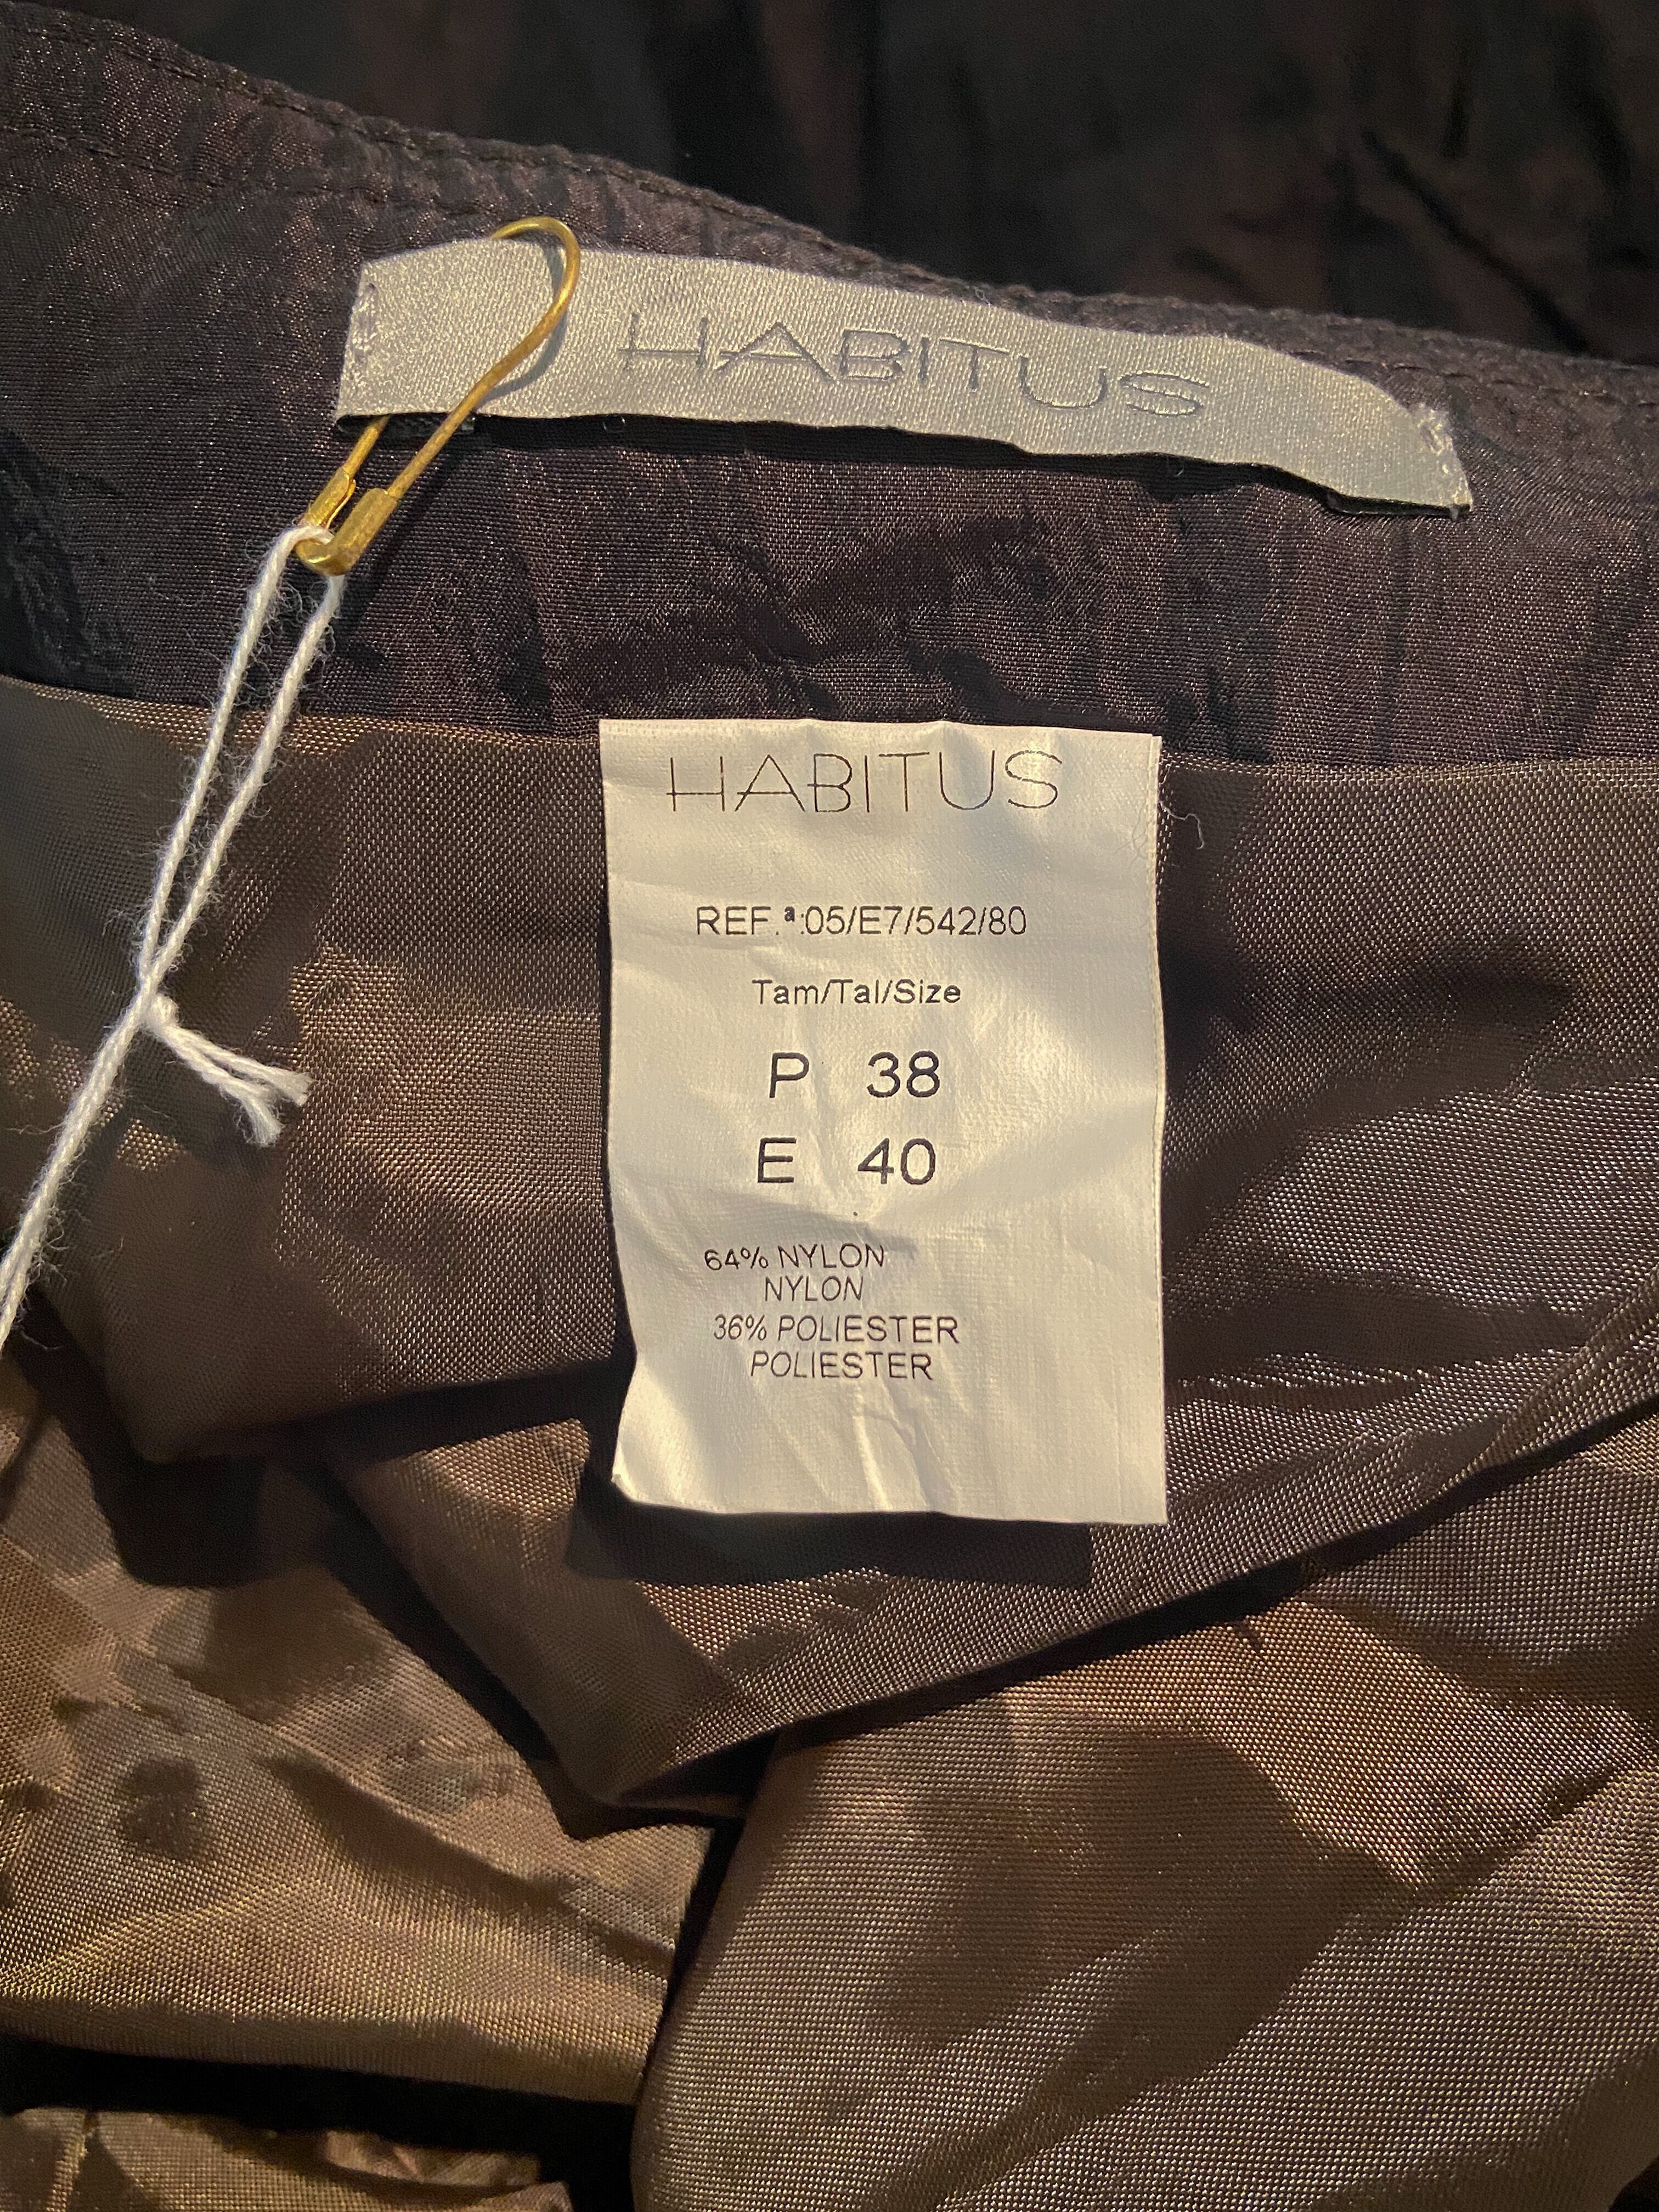 HABITUS
HABITUS
REF.ª:05/E7/542/80
Tam/Tal/Size
P 38
E 40
64% NYLON
NYLON
36% POLIESTER
POLIESTER